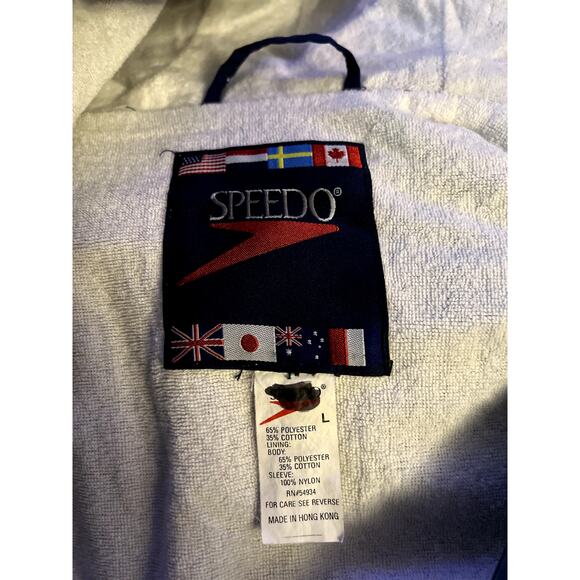 SPEEDO®
®
L
65% POLYESTER
35% COTTON
LINING:
BODY:
65% POLYESTER
35% COTTON
SLEEVE:
100% NYLON
RN#54934
FOR CARE SEE REVERSE
MADE IN HONG KONG